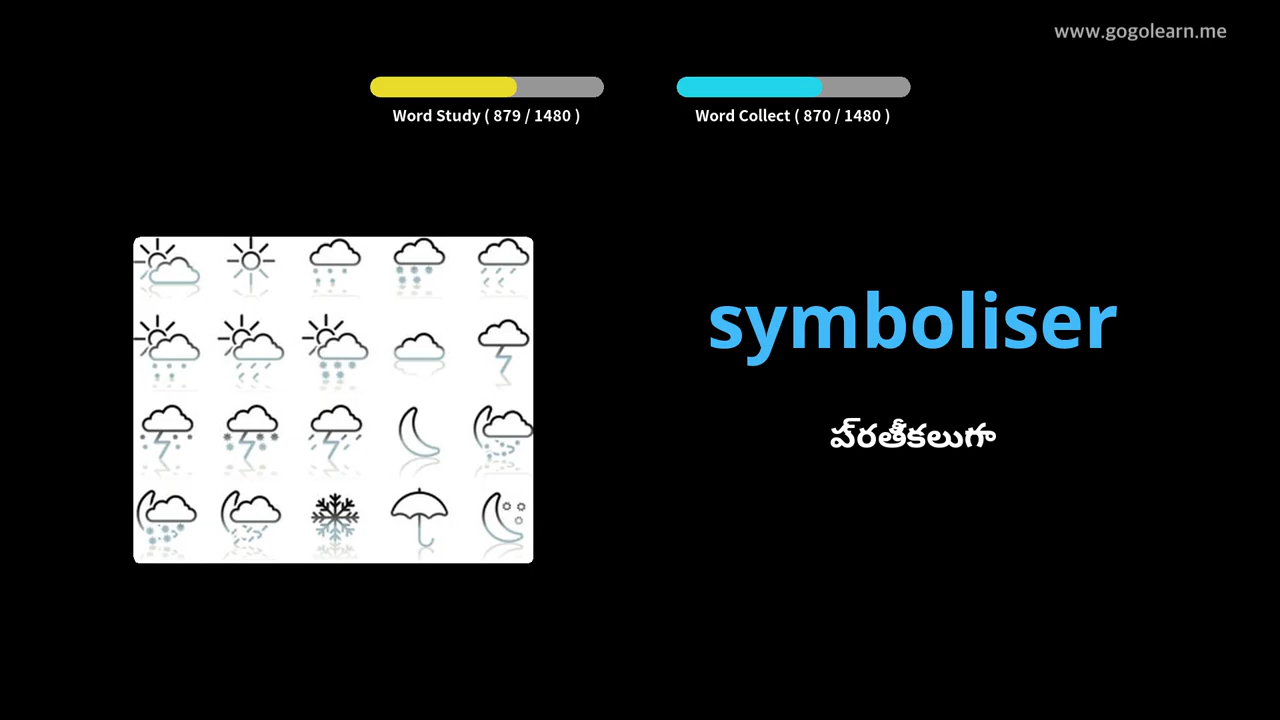 www.gogolearn.me
Word Study ( 879 / 1480 )
Word Collect ( 870 / 1480 )
symboliser
ప్రతీకలుగా